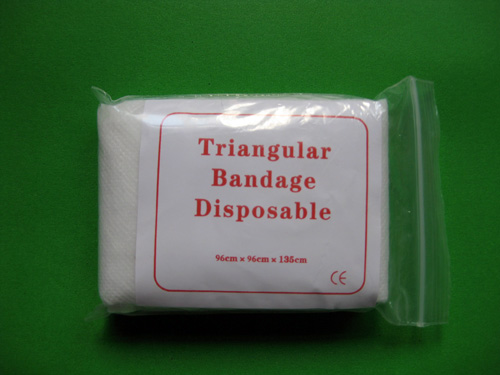 Triangular
Bandage
Disposable
96cm × 96cm × 135cm
CE